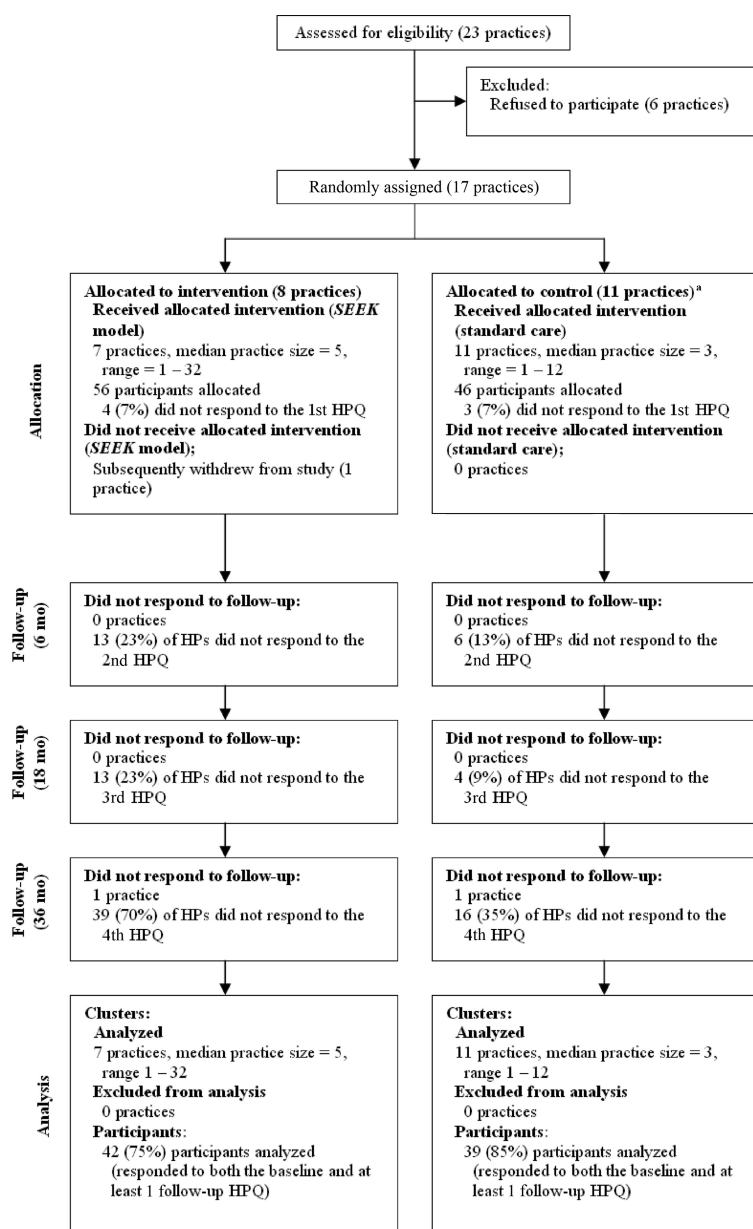 Assessed for eligibility (23 practices)
Excluded:
Refused to participate (6 practices)
Randomly assigned (17 practices)
Allocation
Allocated to intervention (8 practices)
Received allocated intervention (SEEK
model)
7 practices, median practice size = 5,
range = 1 – 32
56 participants allocated
4 (7%) did not respond to the 1st HPQ
Did not receive allocated intervention
(SEEK model);
Subsequently withdrew from study (1
practice)
Allocated to control (11 practices)a
Received allocated intervention
(standard care)
11 practices, median practice size = 3,
range = 1 – 12
46 participants allocated
3 (7%) did not respond to the 1st HPQ
Did not receive allocated intervention
(standard care);
0 practices
Follow-up
(6 mo)
Did not respond to follow-up:
0 practices
13 (23%) of HPs did not respond to the
2nd HPQ
Did not respond to follow-up:
0 practices
6 (13%) of HPs did not respond to the
2nd HPQ
Follow-up
(18 mo)
Did not respond to follow-up:
0 practices
13 (23%) of HPs did not respond to the
3rd HPQ
Did not respond to follow-up:
0 practices
4 (9%) of HPs did not respond to the
3rd HPQ
Follow-up
(36 mo)
Did not respond to follow-up:
1 practice
39 (70%) of HPs did not respond to the
4th HPQ
Did not respond to follow-up:
1 practice
16 (35%) of HPs did not respond to the
4th HPQ
Analysis
Clusters:
Analyzed
7 practices, median practice size = 5,
range 1 – 32
Excluded from analysis
0 practices
Participants:
42 (75%) participants analyzed
(responded to both the baseline and at
least 1 follow-up HPQ)
Clusters:
Analyzed
11 practices, median practice size = 3,
range 1 – 12
Excluded from analysis
0 practices
Participants:
39 (85%) participants analyzed
(responded to both the baseline and at
least 1 follow-up HPQ)